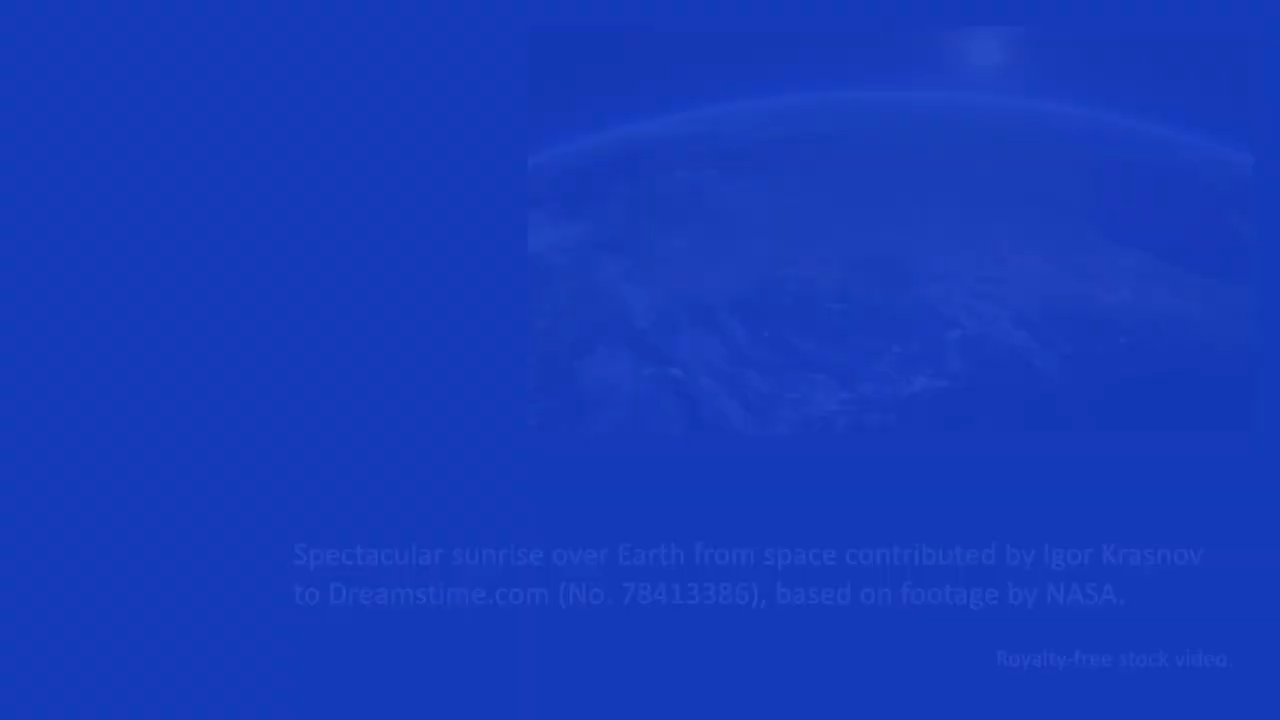 Spectacular sunrise over Earth from space contributed by Igor Krasnov
to Dreamstime.com (No. 78413386), based on footage by NASA.
Royalty-free stock video.